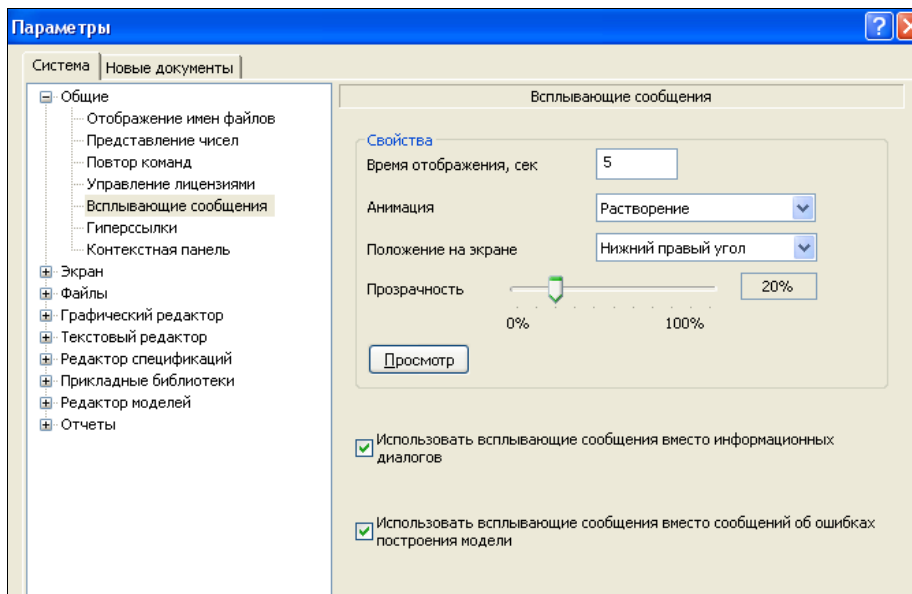 Параметры
Система
Новые документы
Общие
Отображение имен файлов
Представление чисел
Повтор команд
Управление лицензиями
Всплывающие сообщения
Гиперссылки
Контекстная панель
Экран
Файлы
Графический редактор
Текстовый редактор
Редактор спецификаций
Прикладные библиотеки
Редактор моделей
Отчеты
Всплывающие сообщения
Свойства
Время отображения, сек 5
Анимация Растворение
Положение на экране Нижний правый угол
Прозрачность 20%
0% 100%
Просмотр
Использовать всплывающие сообщения вместо информационных
диалогов
Использовать всплывающие сообщения вместо сообщений об ошибках
построения модели